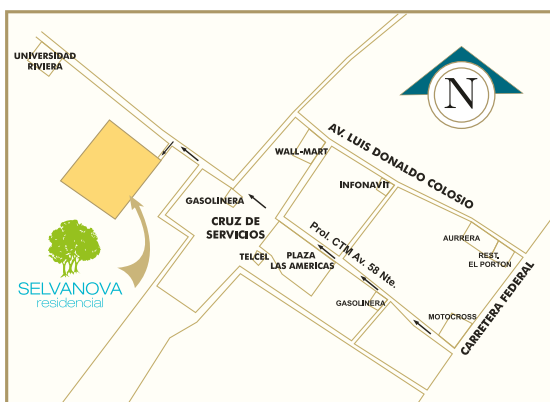 UNIVERSIDAD
RIVIERA
N
AV. LUIS DONALDO COLOSIO
WALL-MART
INFONAVIT
GASOLINERA
CRUZ DE
SERVICIOS
Prol. CTM Av. 58 Nte.
AURRERA
REST.
EL PORTON
TELCEL
PLAZA
LAS AMERICAS
CARRETERA FEDERAL
GASOLINERA
MOTOCROSS
SELVANOVA
residencial